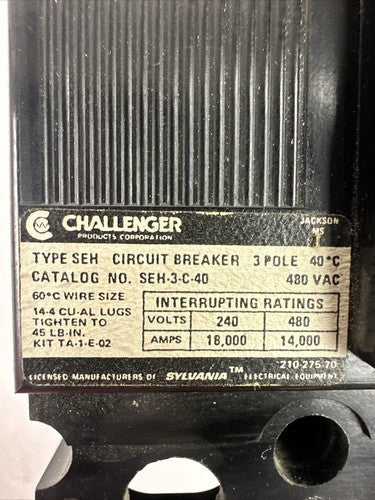 CHALLENGER
PRODUCTS CORPORATION
JACKSON
MS
TYPE SEH CIRCUIT BREAKER 3 POLE 40°C
CATALOG NO. SEH-3-C-40 480 VAC
60°C WIRE SIZE
14-4 CU-AL LUGS
TIGHTEN TO
45 LB-IN.
KIT TA-1-E-02
INTERRUPTING RATINGS
VOLTS 240 480
AMPS 18,000 14,000
210-275-70
LICENSED MANUFACTURERS OF SYLVANIA™ ELECTRICAL EQUIPMENT